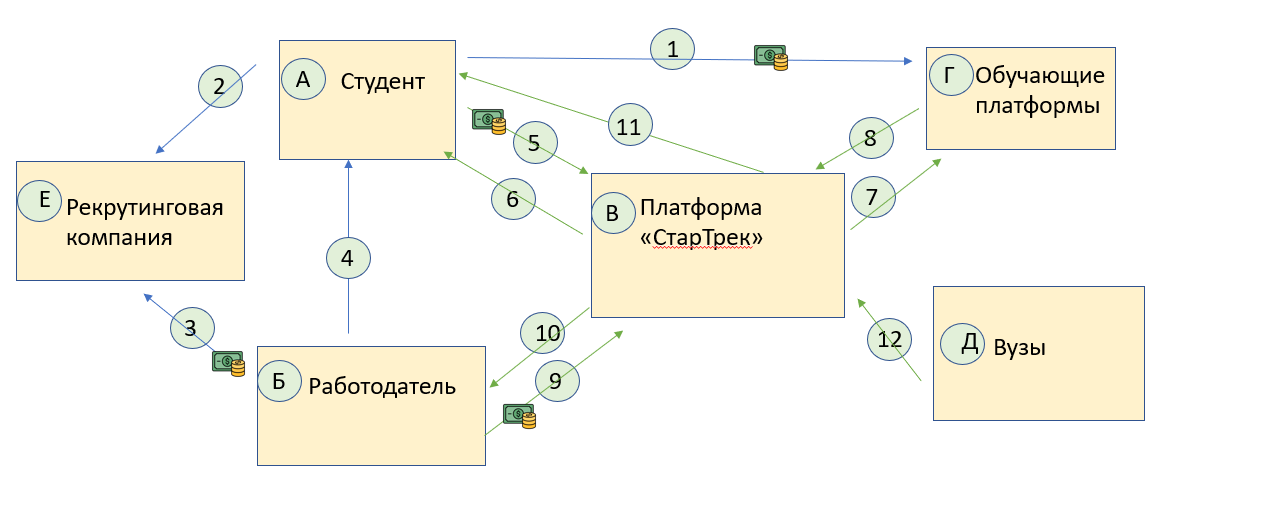 1
А Студент
Г Обучающие
платформы
2
11
5
8
Е Рекрутинговая
компания
6
7
В Платформа
«СтарТрек»
4
3
10
12
Д Вузы
9
Б Работодатель